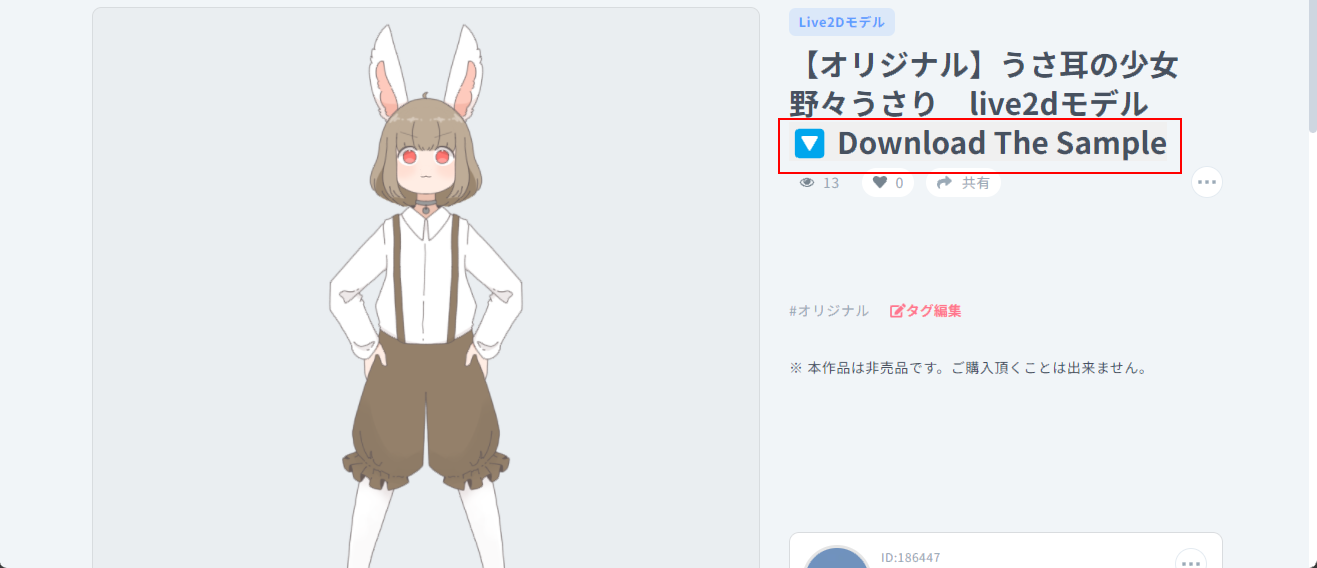 Live2Dモデル
【オリジナル】うさ耳の少女
野々うさり　live2dモデル
🔽 Download The Sample
13 0 共有
#オリジナル タグ編集
※ 本作品は非売品です。ご購入頂くことは出来ません。
ID:186447